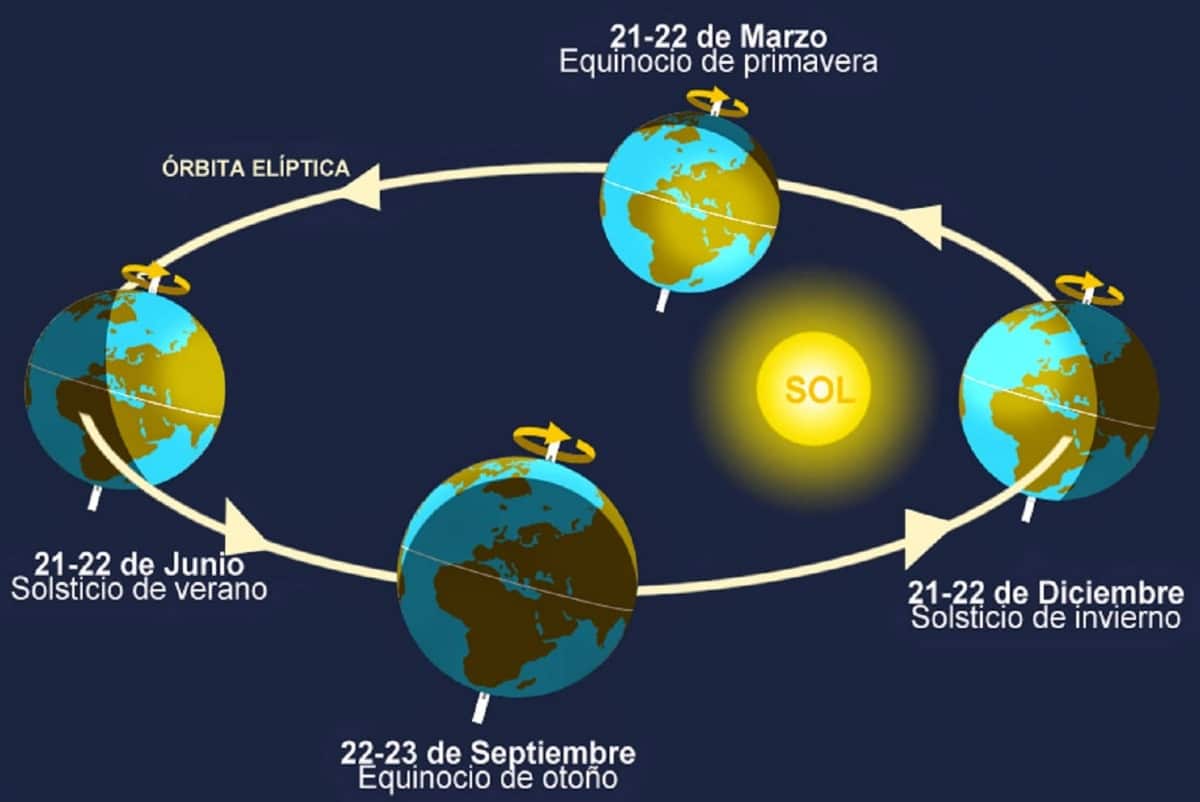 21-22 de Marzo
Equinocio de primavera
ÓRBITA ELÍPTICA
SOL
21-22 de Junio
Solsticio de verano
21-22 de Diciembre
Solsticio de invierno
22-23 de Septiembre
Equinocio de otoño